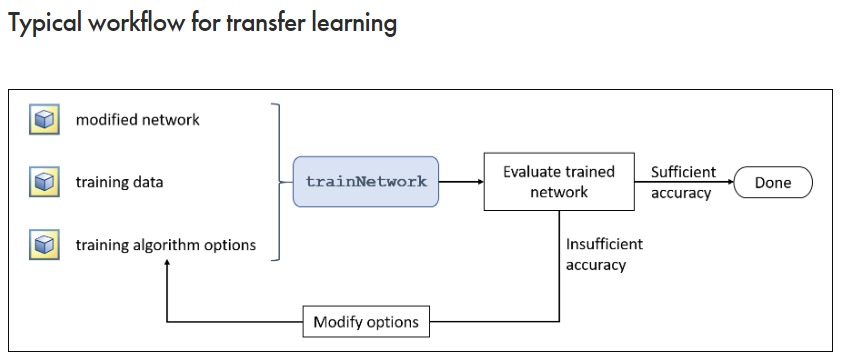 Typical workflow for transfer learning
modified network
training data
training algorithm options
trainNetwork
Evaluate trained
network
Sufficient
accuracy
Done
Insufficient
accuracy
Modify options